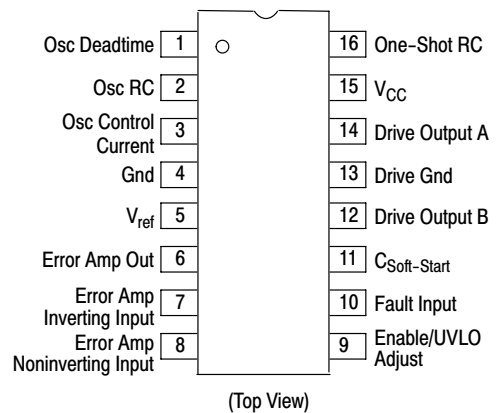 Osc Deadtime 1
Osc RC 2
Osc Control
Current 3
Gnd 4
Vref 5
Error Amp Out 6
Error Amp
Inverting Input 7
Error Amp
Noninverting Input 8
16 One-Shot RC
15 VCC
14 Drive Output A
13 Drive Gnd
12 Drive Output B
11 CSoft-Start
10 Fault Input
9 Enable/UVLO
Adjust
(Top View)